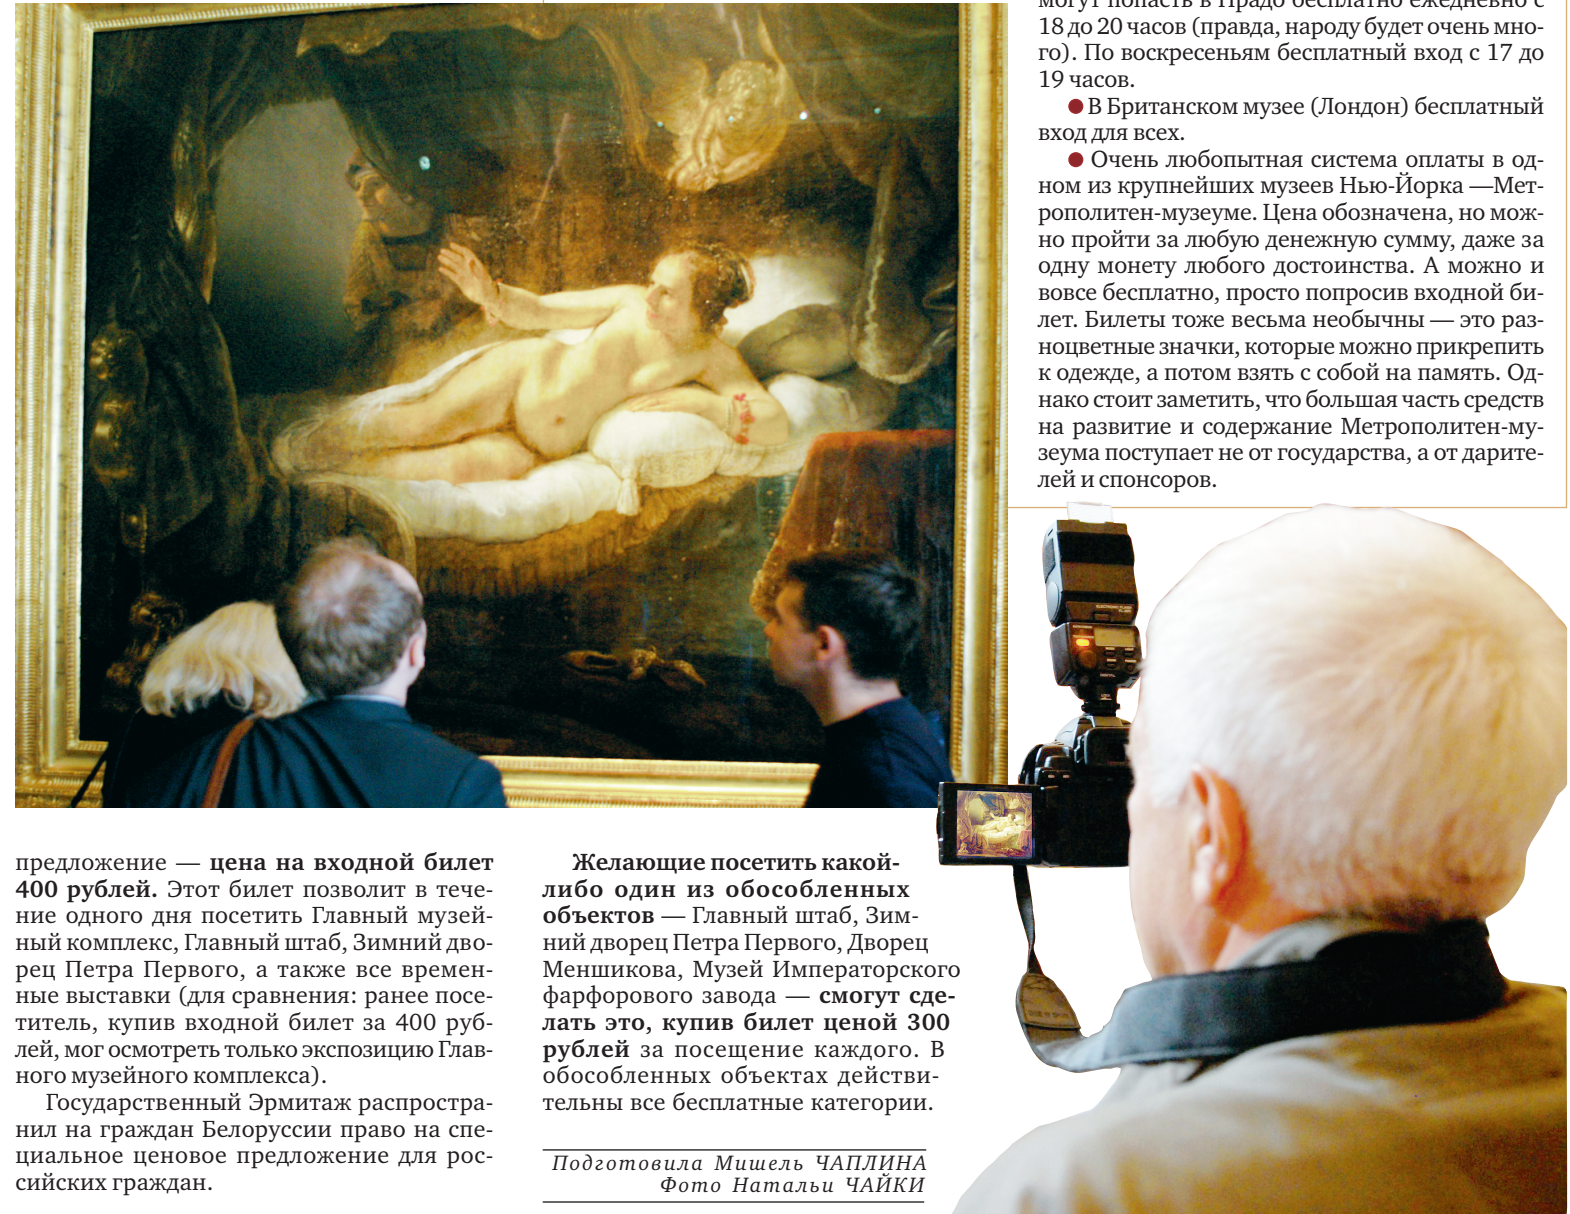 могут попасть в Прадо бесплатно ежедневно с
18 до 20 часов (правда, народу будет очень мно-
го). По воскресеньям бесплатный вход с 17 до
19 часов.
● В Британском музее (Лондон) бесплатный
вход для всех.
● Очень любопытная система оплаты в од-
ном из крупнейших музеев Нью-Йорка —Мет-
рополитен-музеуме. Цена обозначена, но мож-
но пройти за любую денежную сумму, даже за
одну монету любого достоинства. А можно и
вовсе бесплатно, просто попросив входной би-
лет. Билеты тоже весьма необычны — это раз-
ноцветные значки, которые можно прикрепить
к одежде, а потом взять с собой на память. Од-
нако стоит заметить, что большая часть средств
на развитие и содержание Метрополитен-му-
зеума поступает не от государства, а от дарите-
лей и спонсоров.
предложение — цена на входной билет
400 рублей. Этот билет позволит в тече-
ние одного дня посетить Главный музей-
ный комплекс, Главный штаб, Зимний дво-
рец Петра Первого, а также все времен-
ные выставки (для сравнения: ранее посе-
титель, купив входной билет за 400 руб-
лей, мог осмотреть только экспозицию Глав-
ного музейного комплекса).
Государственный Эрмитаж распростра-
нил на граждан Белоруссии право на спе-
циальное ценовое предложение для рос-
сийских граждан.
Желающие посетить какой-
либо один из обособленных
объектов — Главный штаб, Зим-
ний дворец Петра Первого, Дворец
Меншикова, Музей Императорского
фарфорового завода — смогут сде-
лать это, купив билет ценой 300
рублей за посещение каждого. В
обособленных объектах действи-
тельны все бесплатные категории.
Подготовила Мишель ЧАПЛИНА
Фото Натальи ЧАЙКИ